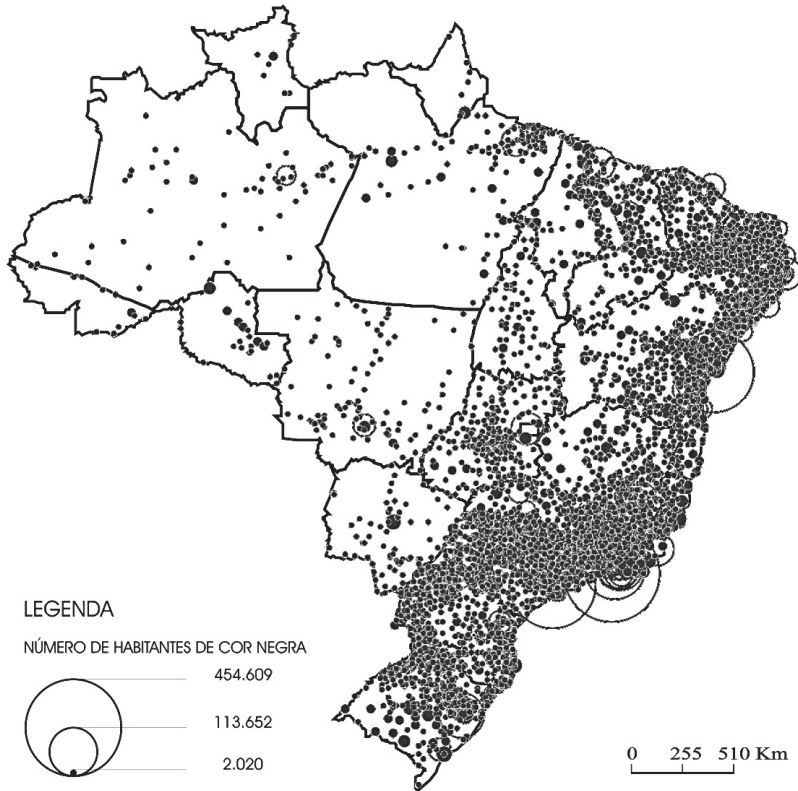 LEGENDA
NÚMERO DE HABITANTES DE COR NEGRA
454.609
113.652
2.020
0 255 510 Km